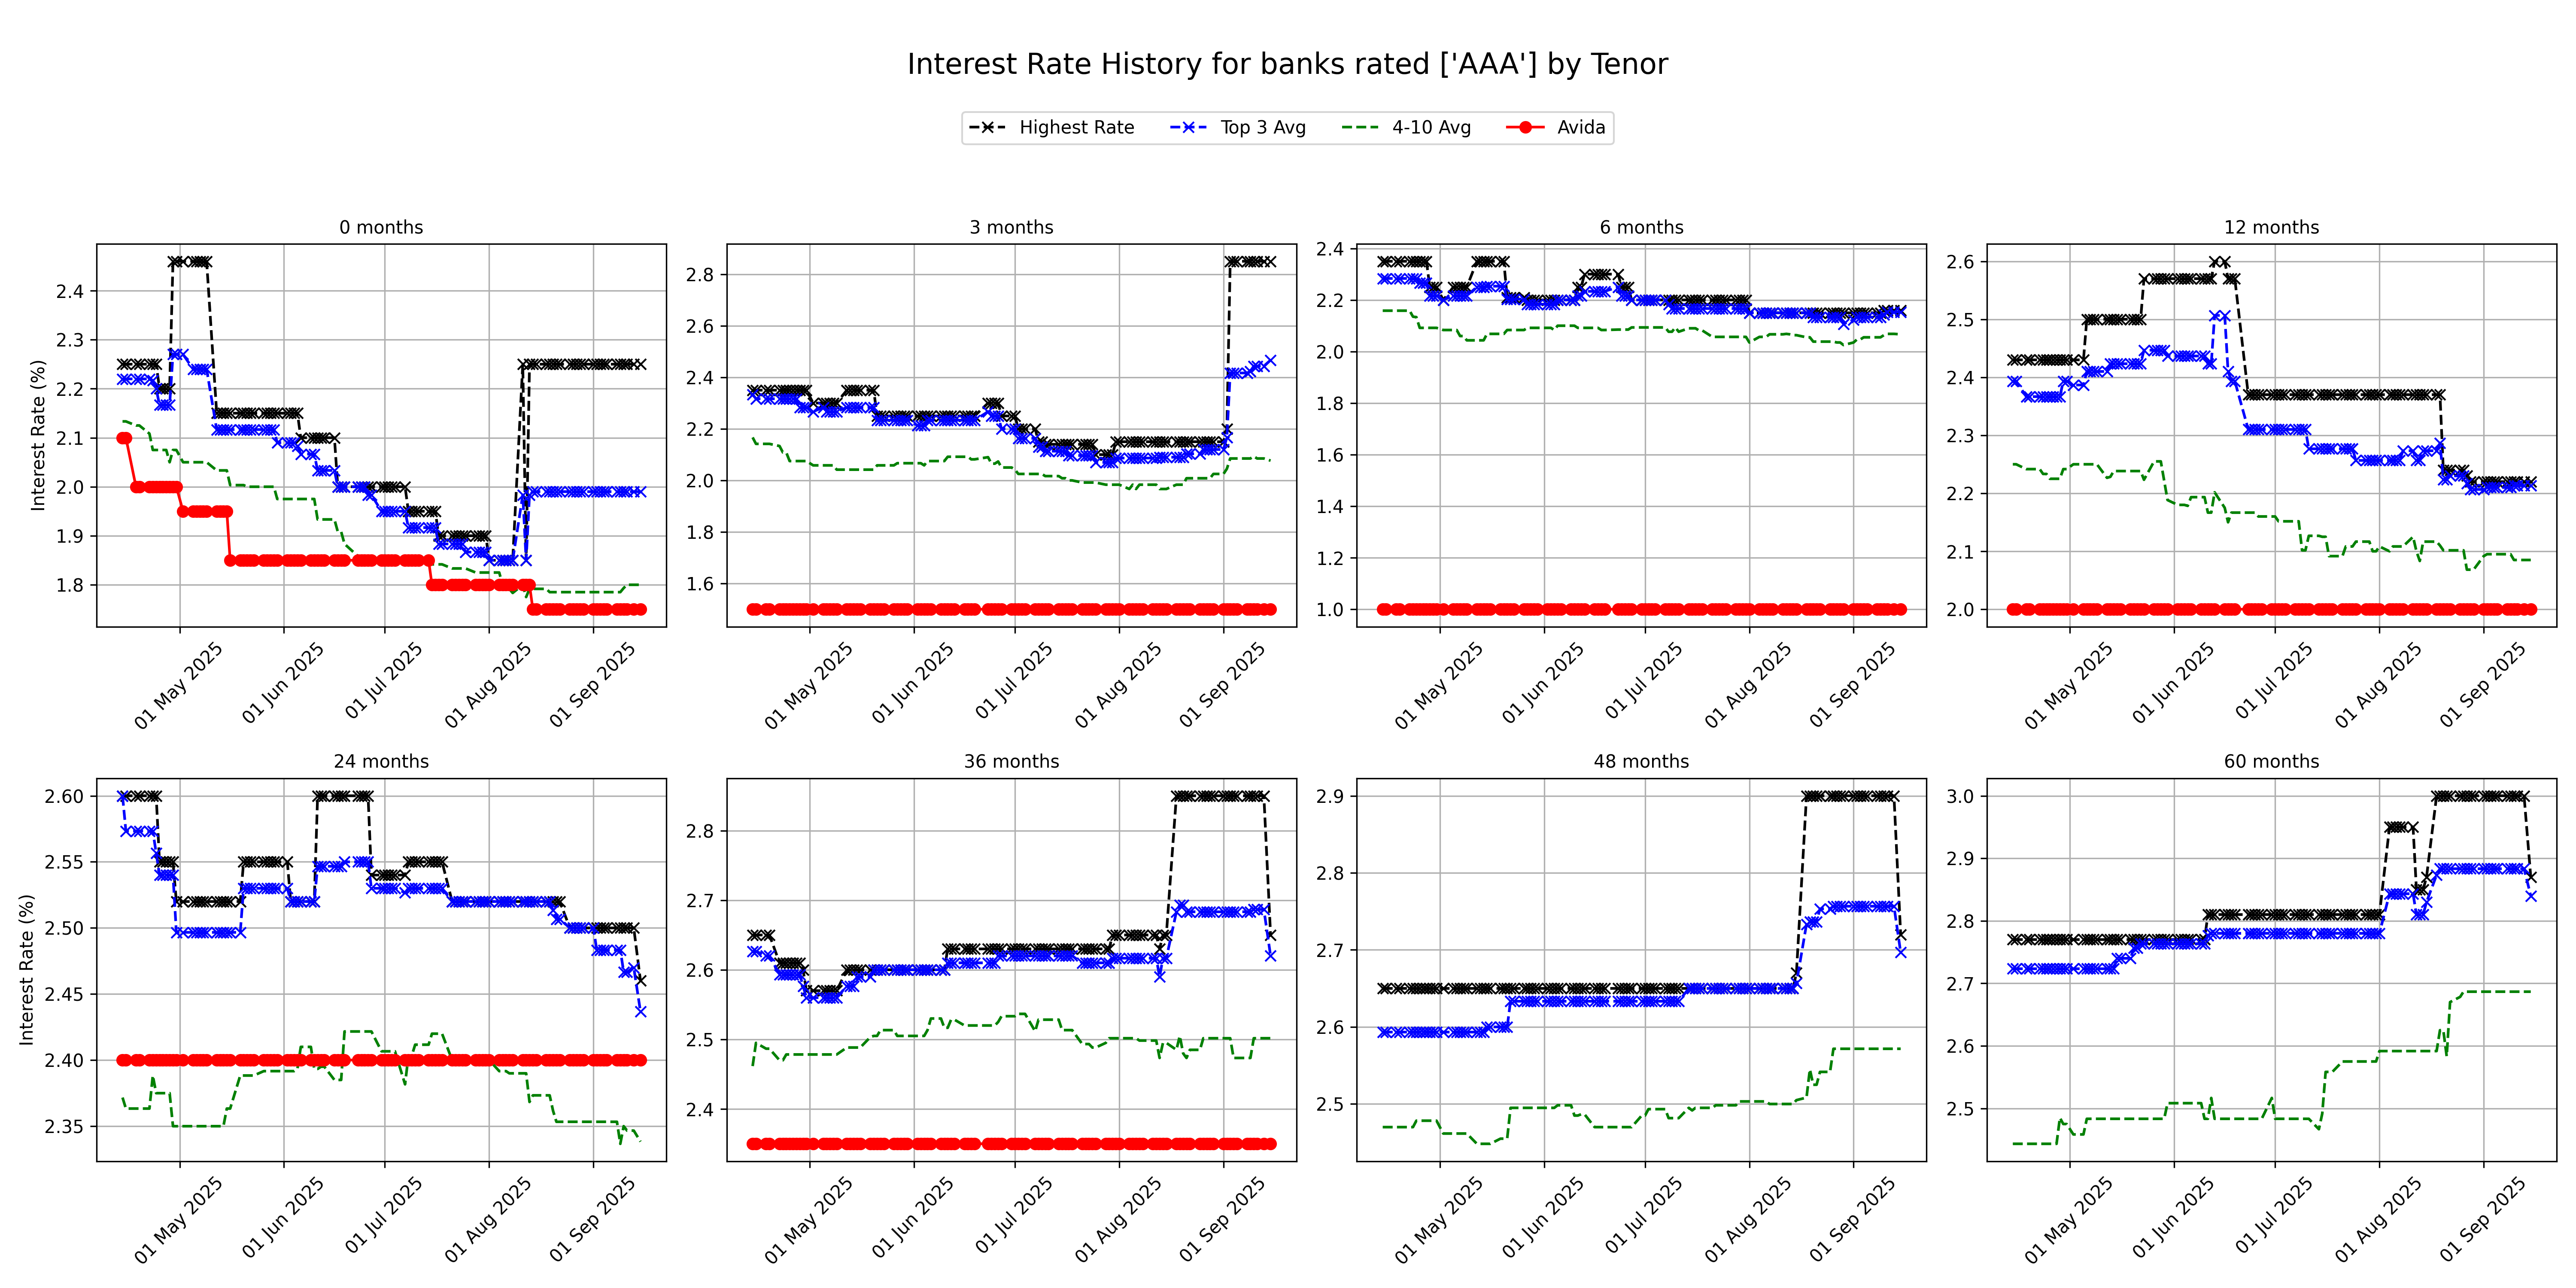 Interest Rate History for banks rated ['AAA'] by Tenor
Highest Rate Top 3 Avg 4-10 Avg Avida
0 months
Interest Rate (%)
2.4
2.3
2.2
2.1
2.0
1.9
1.8
01 May 2025 01 Jun 2025 01 Jul 2025 01 Aug 2025 01 Sep 2025
3 months
2.8
2.6
2.4
2.2
2.0
1.8
1.6
01 May 2025 01 Jun 2025 01 Jul 2025 01 Aug 2025 01 Sep 2025
6 months
2.4
2.2
2.0
1.8
1.6
1.4
1.2
1.0
01 May 2025 01 Jun 2025 01 Jul 2025 01 Aug 2025 01 Sep 2025
12 months
2.6
2.5
2.4
2.3
2.2
2.1
2.0
01 May 2025 01 Jun 2025 01 Jul 2025 01 Aug 2025 01 Sep 2025
24 months
Interest Rate (%)
2.60
2.55
2.50
2.45
2.40
2.35
01 May 2025 01 Jun 2025 01 Jul 2025 01 Aug 2025 01 Sep 2025
36 months
2.8
2.7
2.6
2.5
2.4
01 May 2025 01 Jun 2025 01 Jul 2025 01 Aug 2025 01 Sep 2025
48 months
2.9
2.8
2.7
2.6
2.5
01 May 2025 01 Jun 2025 01 Jul 2025 01 Aug 2025 01 Sep 2025
60 months
3.0
2.9
2.8
2.7
2.6
2.5
01 May 2025 01 Jun 2025 01 Jul 2025 01 Aug 2025 01 Sep 2025